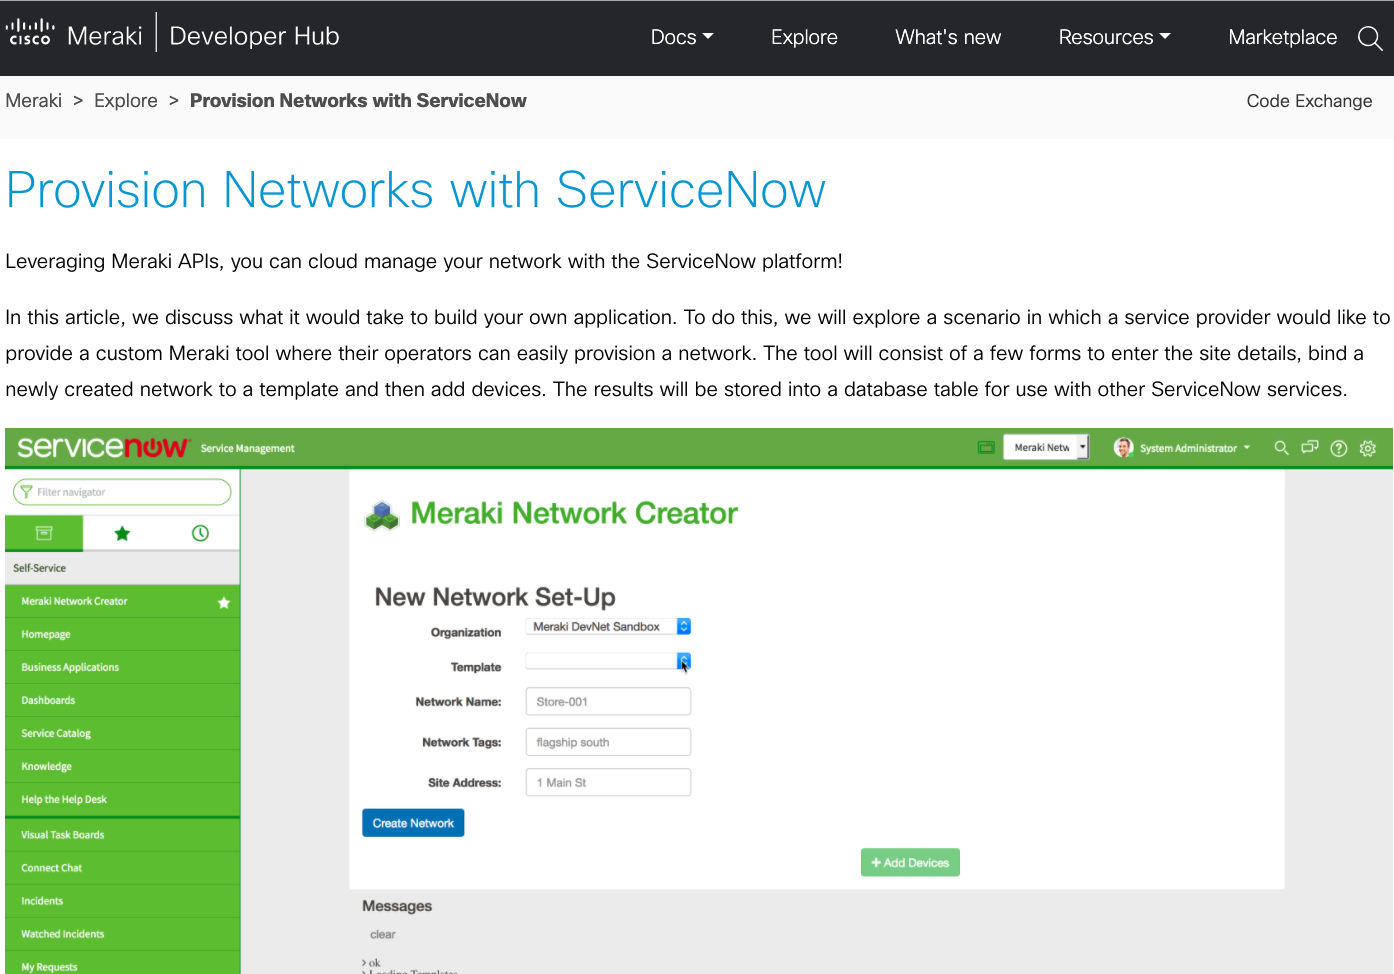 cisco Meraki Developer Hub Docs Explore What's new Resources Marketplace
Meraki > Explore > Provision Networks with ServiceNow Code Exchange
Provision Networks with ServiceNow
Leveraging Meraki APIs, you can cloud manage your network with the ServiceNow platform!
In this article, we discuss what it would take to build your own application. To do this, we will explore a scenario in which a service provider would like to
provide a custom Meraki tool where their operators can easily provision a network. The tool will consist of a few forms to enter the site details, bind a
newly created network to a template and then add devices. The results will be stored into a database table for use with other ServiceNow services.
servicenow Service Management Meraki Netw System Administrator
Filter navigator
Self-Service
Meraki Network Creator
Homepage
Business Applications
Dashboards
Service Catalog
Knowledge
Help the Help Desk
Visual Task Boards
Connect Chat
Incidents
Watched Incidents
My Requests
Meraki Network Creator
New Network Set-Up
Organization Meraki DevNet Sandbox
Template
Network Name: Store-001
Network Tags: flagship south
Site Address: 1 Main St
Create Network
+ Add Devices
Messages
clear
> ok
> Loading Templates